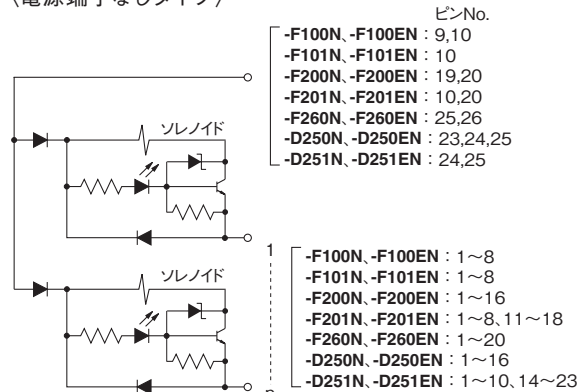 (電源端子なしタイプ)
ピンNo.
-F100N、-F100EN：9,10
-F101N、-F101EN：10
-F200N、-F200EN：19,20
-F201N、-F201EN：10,20
-F260N、-F260EN：25,26
-D250N、-D250EN：23,24,25
-D251N、-D251EN：24,25
ソレノイド
1
-F100N、-F100EN：1～8
-F101N、-F101EN：1～8
-F200N、-F200EN：1～16
-F201N、-F201EN：1～8、11～18
-F260N、-F260EN：1～20
-D250N、-D250EN：1～16
-D251N、-D251EN：1～10、14～23
ソレノイド
n